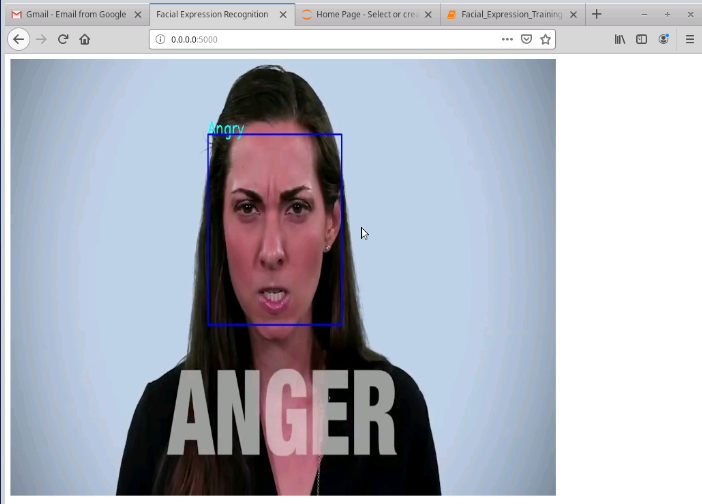 Gmail - Email from Google
Facial Expression Recognition
Home Page - Select or crea
Facial_Expression_Training
0.0.0.0:5000
Angry
ANGER